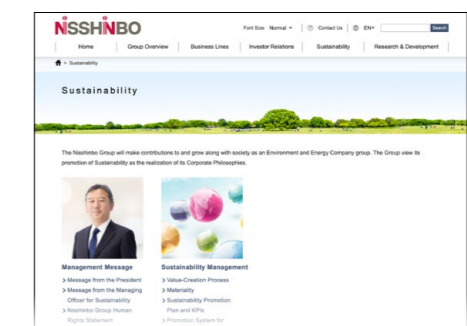 NISSHINBO
Font Size Normal Contact Us EN
Search
Home Group Overview Business Lines Investor Relations Sustainability Research & Development
> Sustainability
Sustainability
The Nisshinbo Group will make contributions to and grow along with society as an Environment and Energy Company group. The Group view its
promotion of Sustainability as the realization of its Corporate Philosophies.
Management Message
> Message from the President
> Message from the Managing
Officer for Sustainability
> Nisshinbo Group Human
Rights Statement
Sustainability Management
> Value-Creation Process
> Materiality
> Sustainability Promotion
Plan and KPIs
> Promotion System for